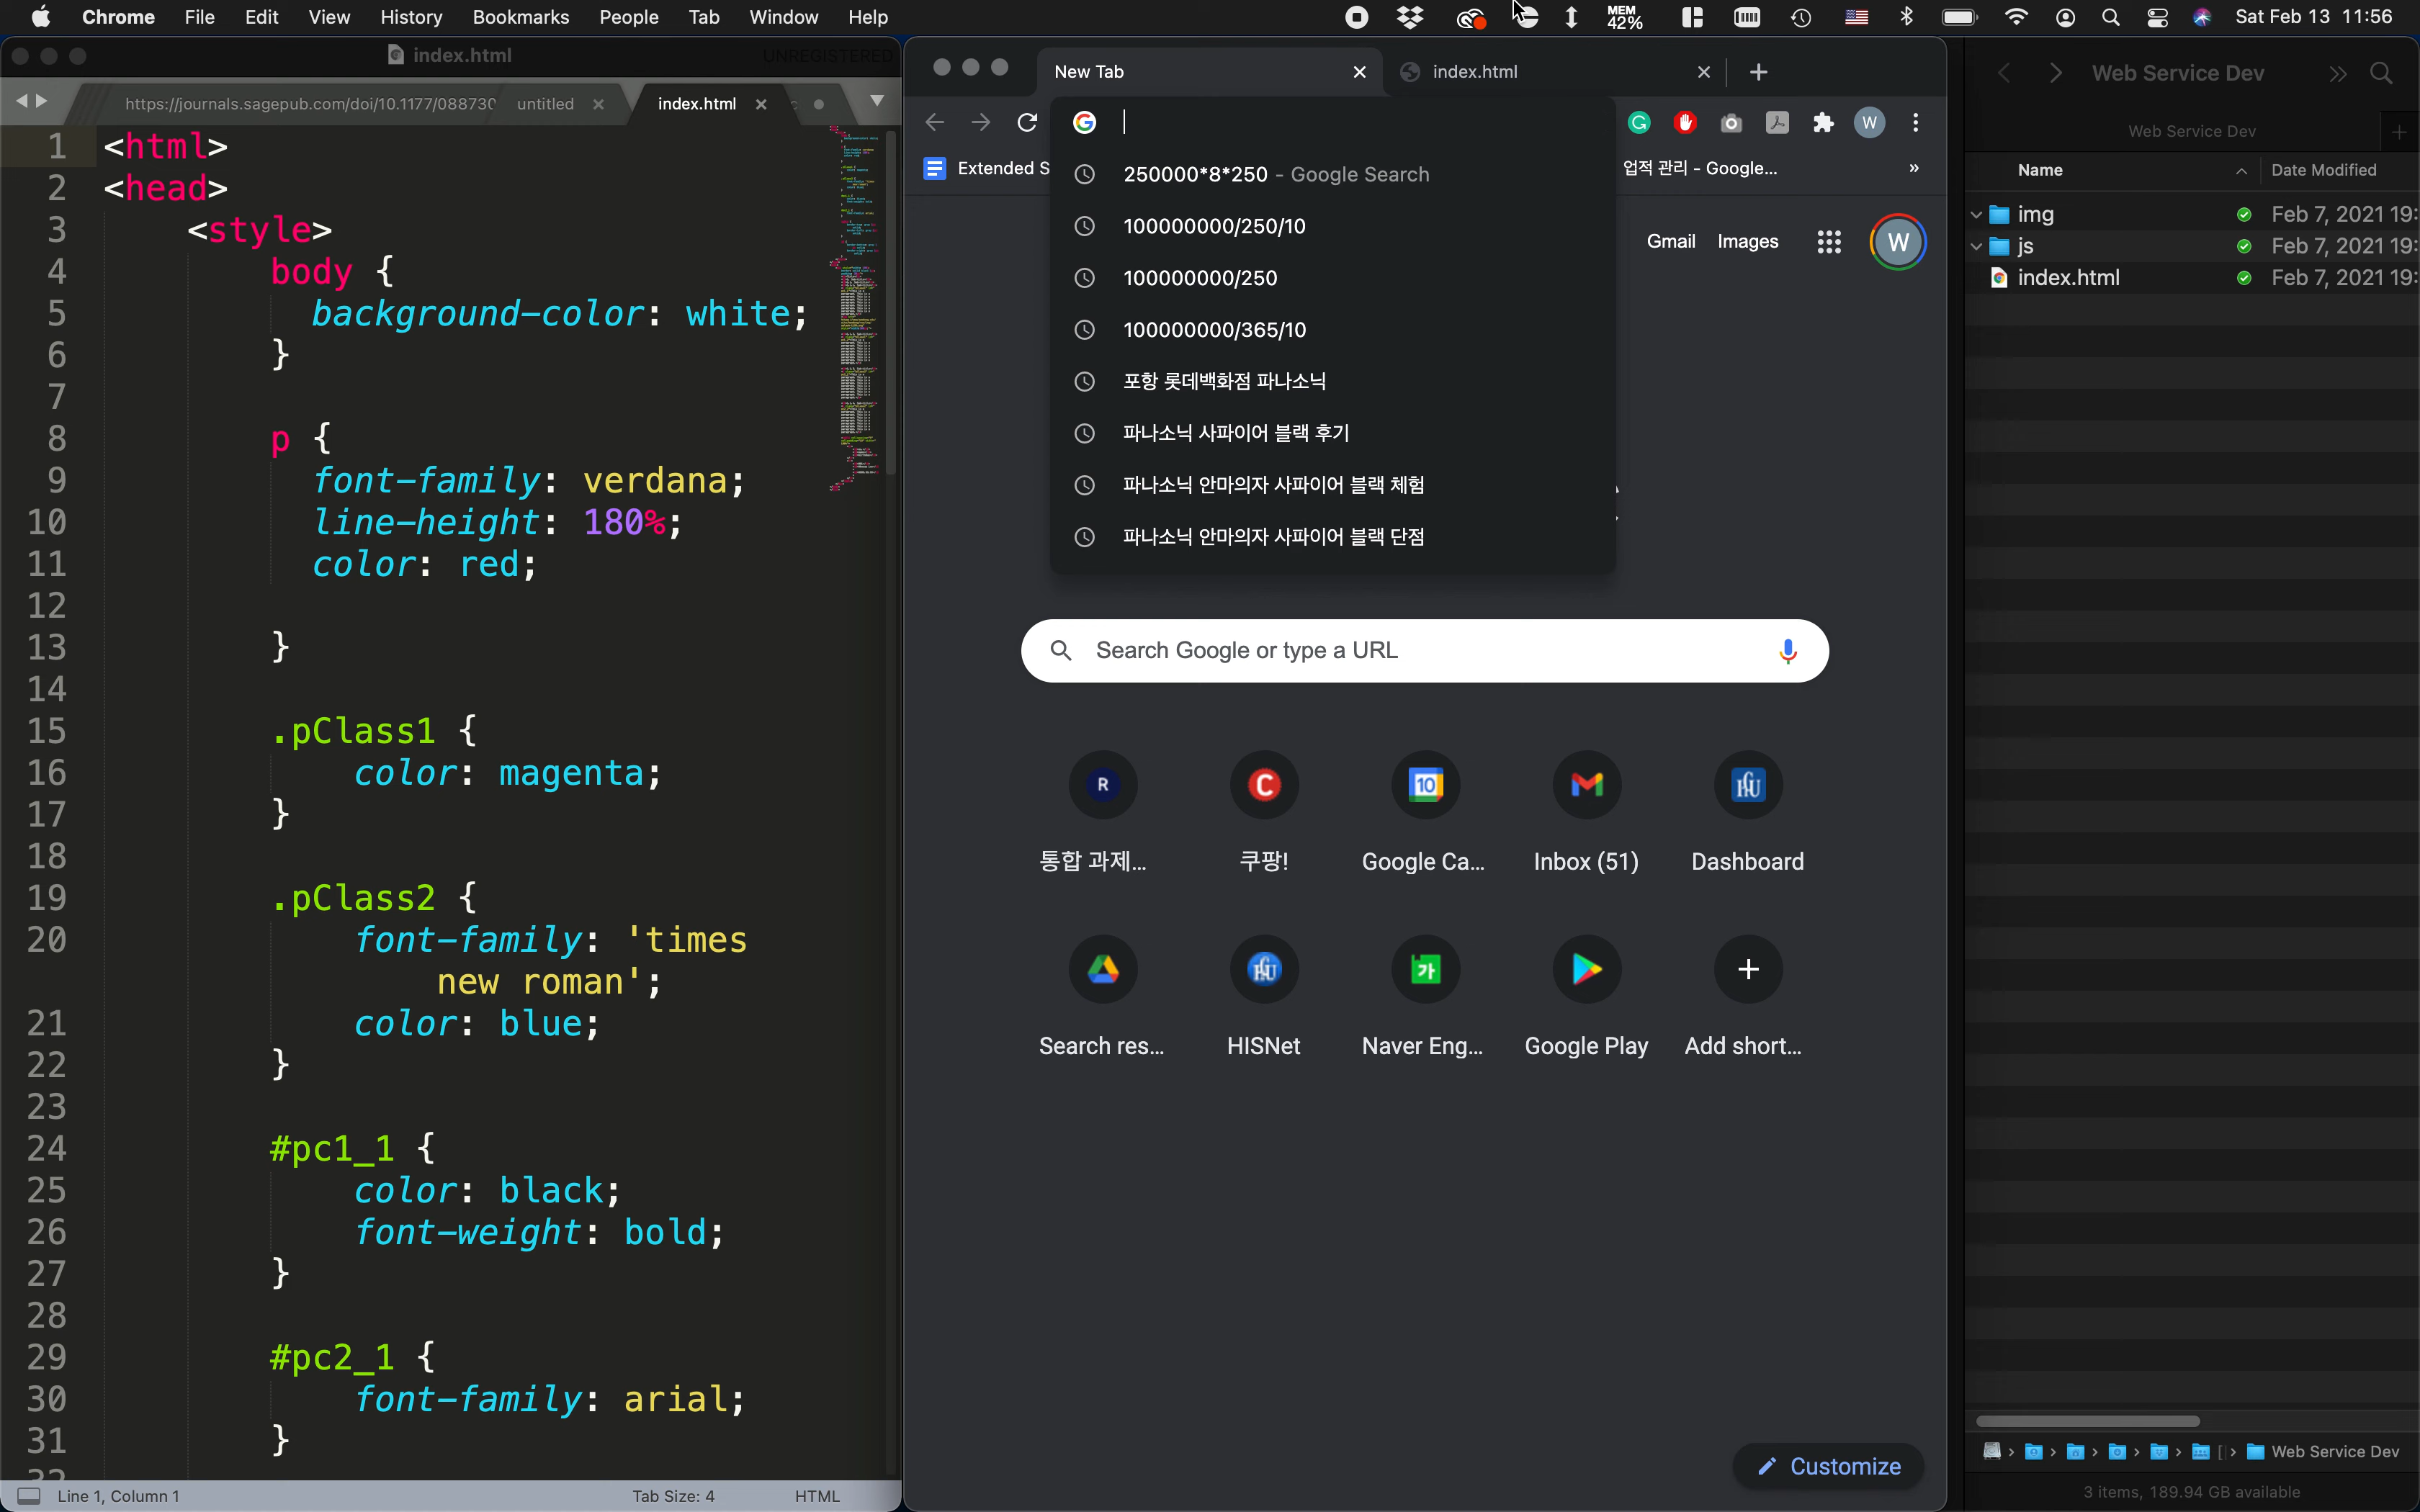 Chrome File Edit View History Bookmarks People Tab Window Help
MEM 42%
Sat Feb 13 11:56
index.html
UNREGISTERED
https://journals.sagepub.com/doi/10.1177/08873
untitled
index.html
1 <html>
2 <head>
3 <style>
4 body {
5 background-color: white;
6 }
7
8 p {
9 font-family: verdana;
10 line-height: 180%;
11 color: red;
12
13 }
14
15 .pClass1 {
16 color: magenta;
17 }
18
19 .pClass2 {
20 font-family: 'times
new roman';
21 color: blue;
22 }
23
24 #pc1_1 {
25 color: black;
26 font-weight: bold;
27 }
28
29 #pc2_1 {
30 font-family: arial;
31 }
32
Line 1, Column 1
Tab Size: 4
HTML
New Tab
index.html
W
Extended S
업적 관리 - Google...
»
250000*8*250 - Google Search
100000000/250/10
100000000/250
100000000/365/10
포항 롯데백화점 파나소닉
파나소닉 사파이어 블랙 후기
파나소닉 안마의자 사파이어 블랙 체험
파나소닉 안마의자 사파이어 블랙 단점
Gmail Images
W
Search Google or type a URL
R
C
10
HGU
통합 과제...
쿠팡!
Google Ca...
Inbox (51)
Dashboard
HGU
가
Search res...
HISNet
Naver Eng...
Google Play
Add short...
Customize
Web Service Dev
Web Service Dev
Name
Date Modified
img
Feb 7, 2021 19:
js
Feb 7, 2021 19:
index.html
Feb 7, 2021 19:
Web Service Dev
3 items, 189.94 GB available